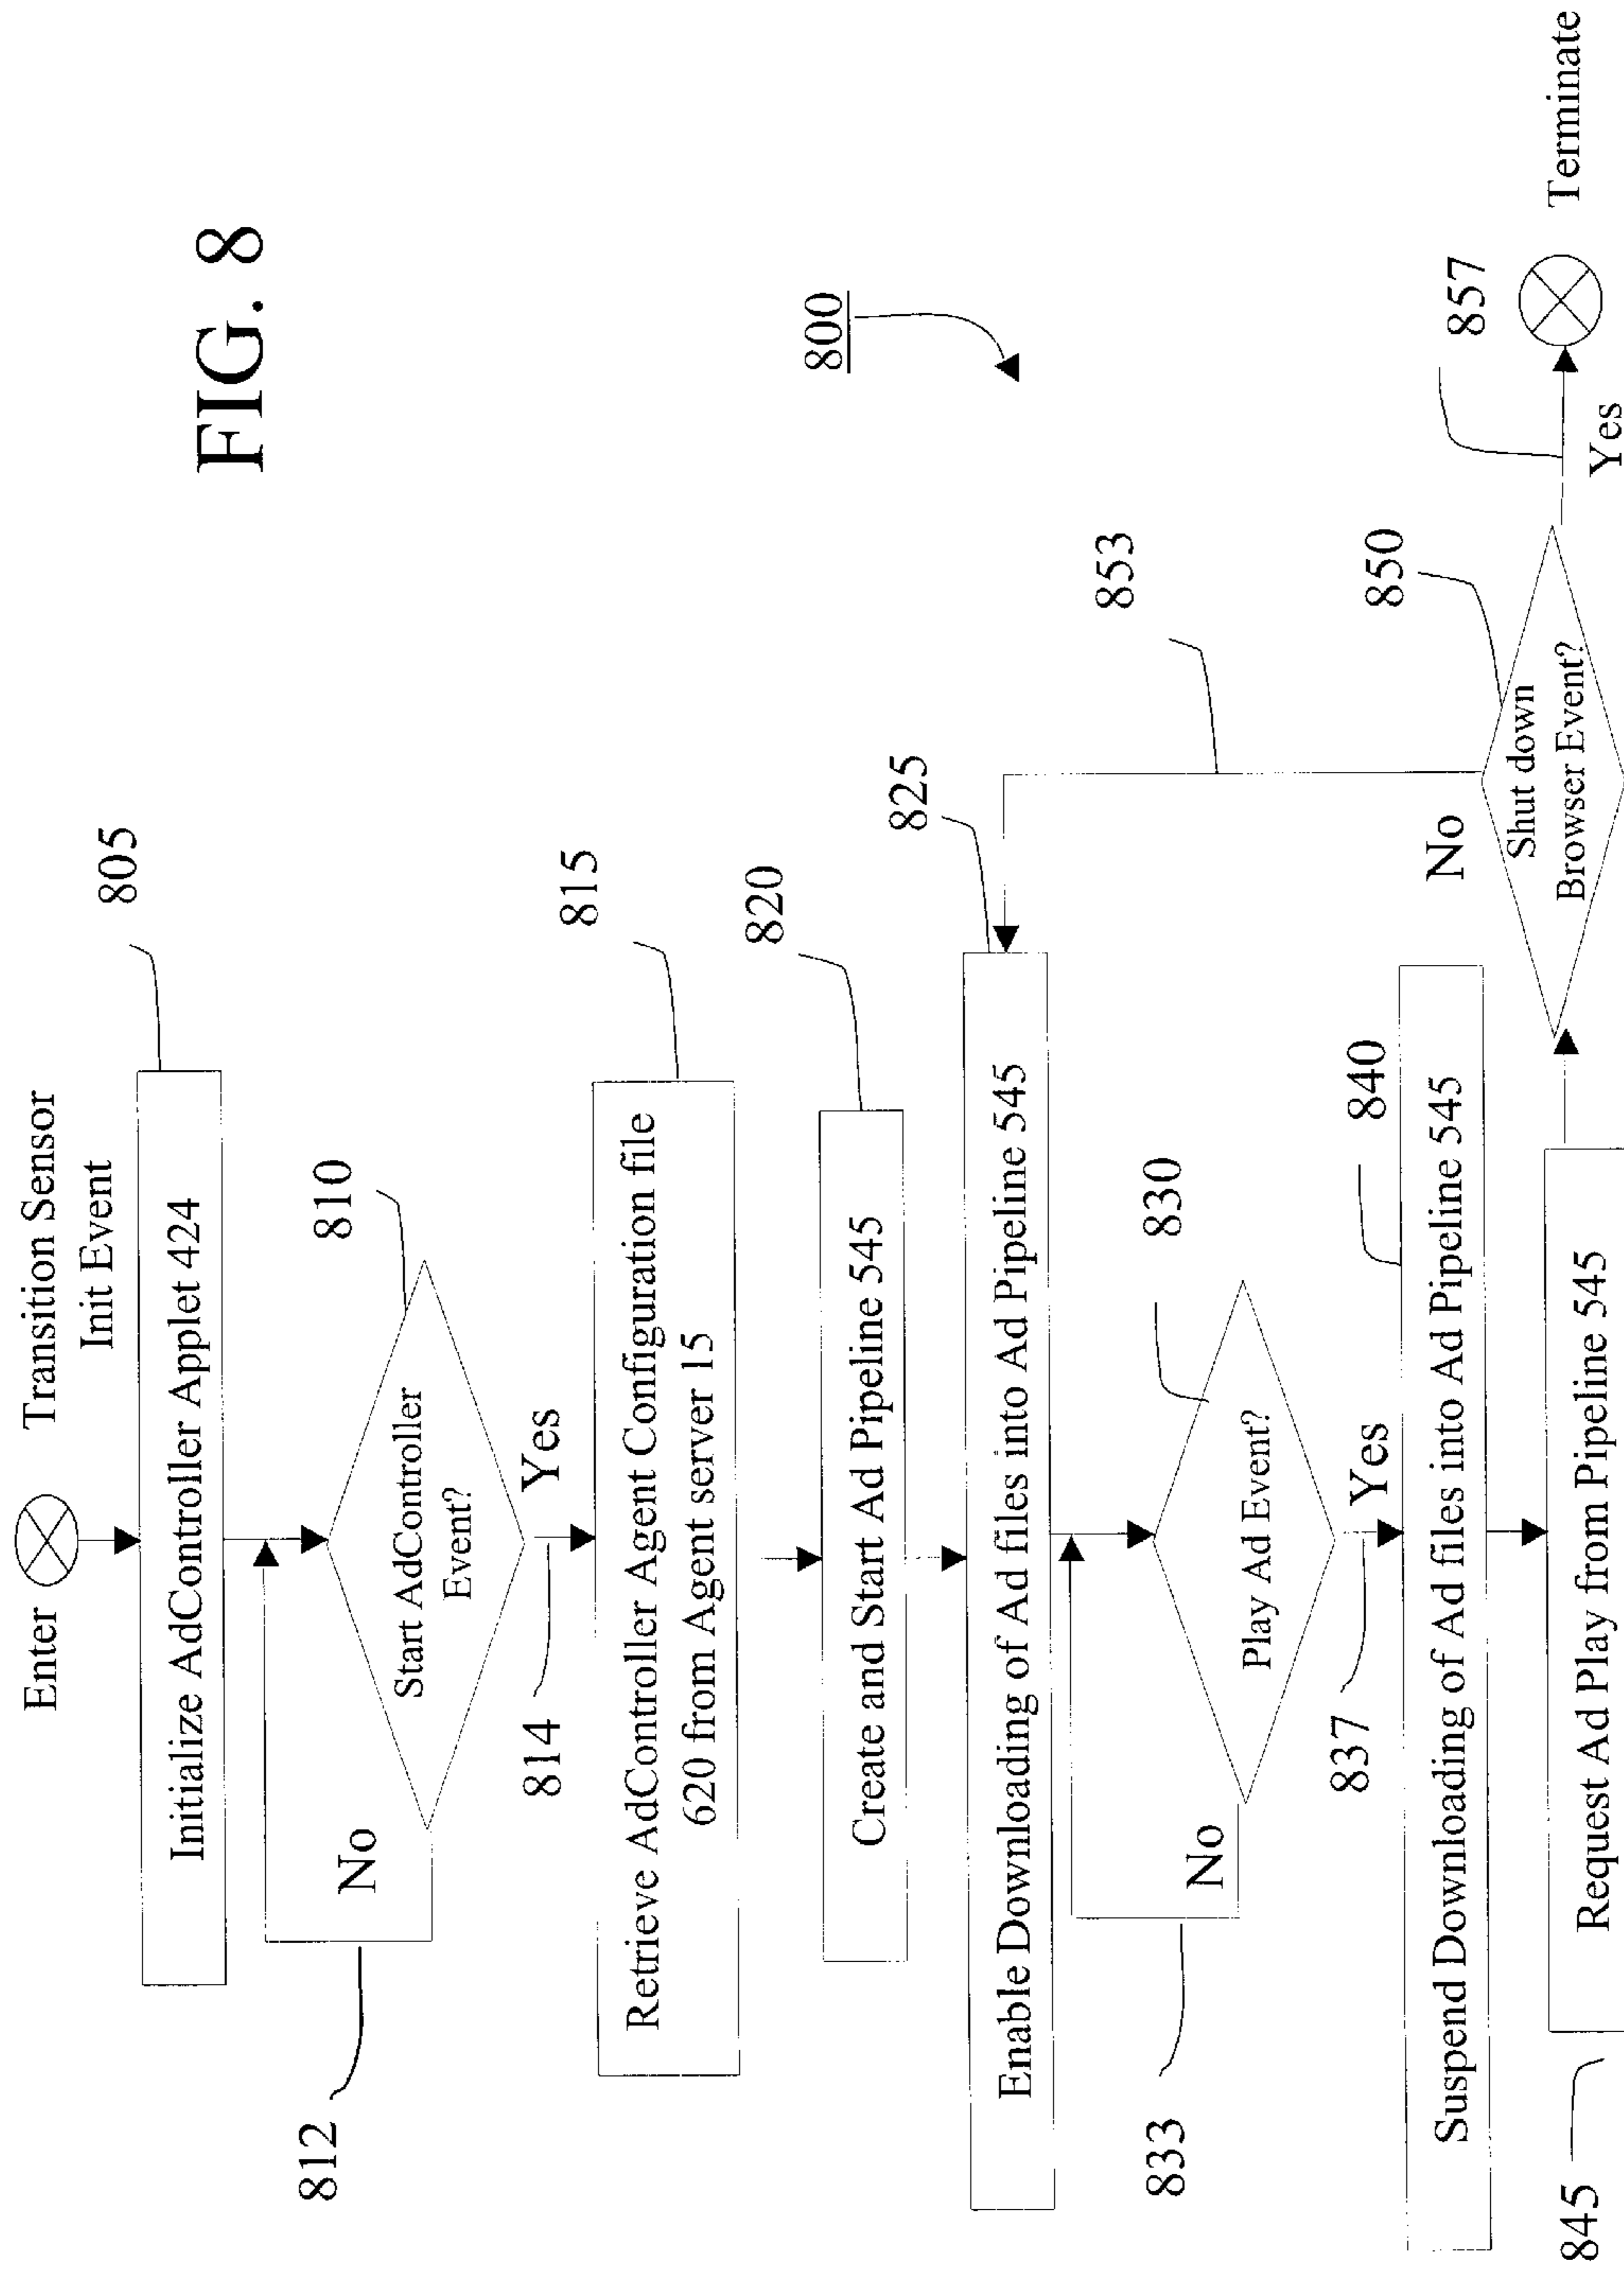 FIG. 8
800
Enter
Transition Sensor
Init Event
805
Initialize AdController Applet 424
810
Start AdController
Event?
No
812
Yes
814
815
Retrieve AdController Agent Configuration file
620 from Agent server 15
820
Create and Start Ad Pipeline 545
825
Enable Downloading of Ad files into Ad Pipeline 545
830
Play Ad Event?
No
833
Yes
837
840
Suspend Downloading of Ad files into Ad Pipeline 545
845
Request Ad Play from Pipeline 545
850
Shut down
Browser Event?
No
853
Yes
857
Terminate